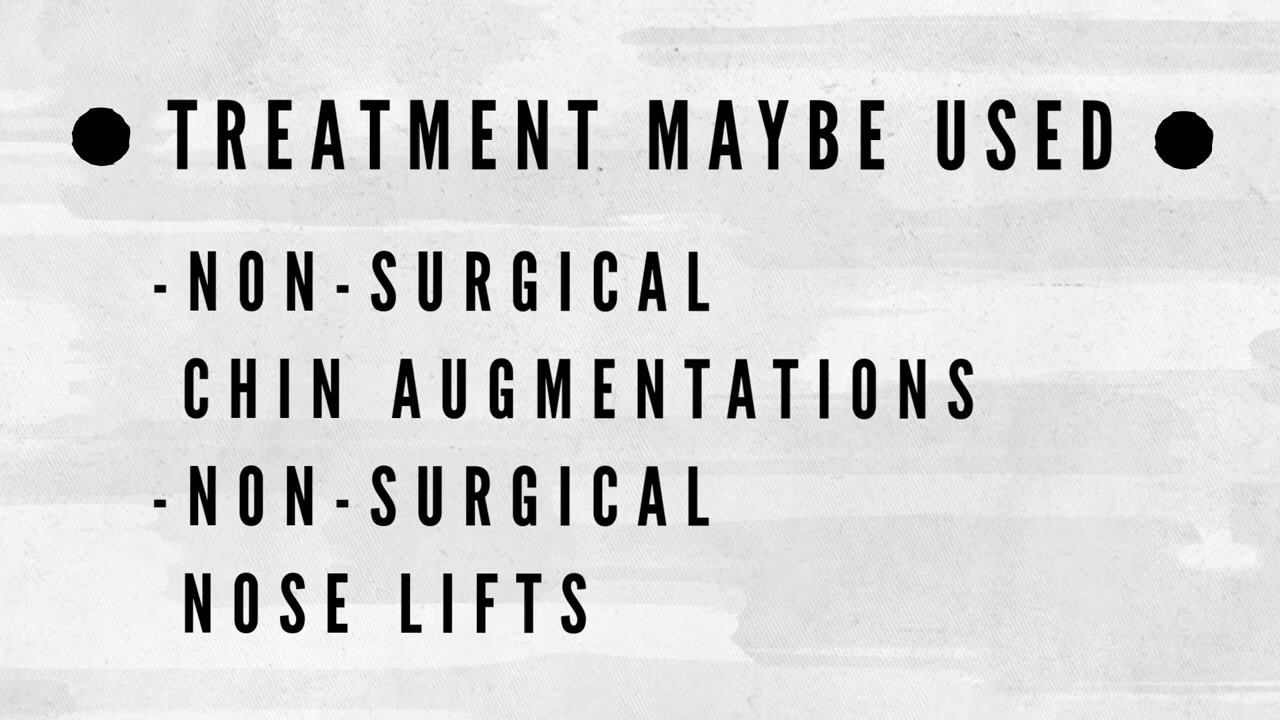 ● TREATMENT MAYBE USED ●
-NON-SURGICAL
CHIN AUGMENTATIONS
-NON-SURGICAL
NOSE LIFTS